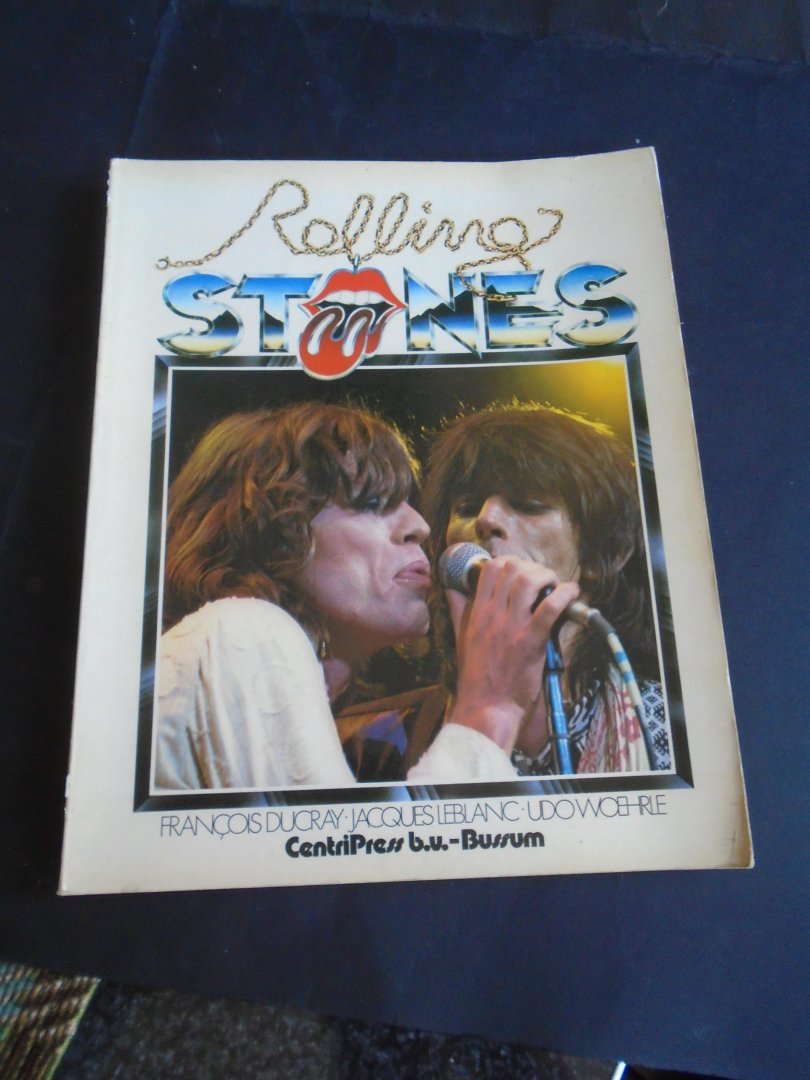 Rolling
STONES
FRANÇOIS DUCRAY·JACQUES LEBLANC·UDO WOEHRLE
CentriPress b.v.-Bussum